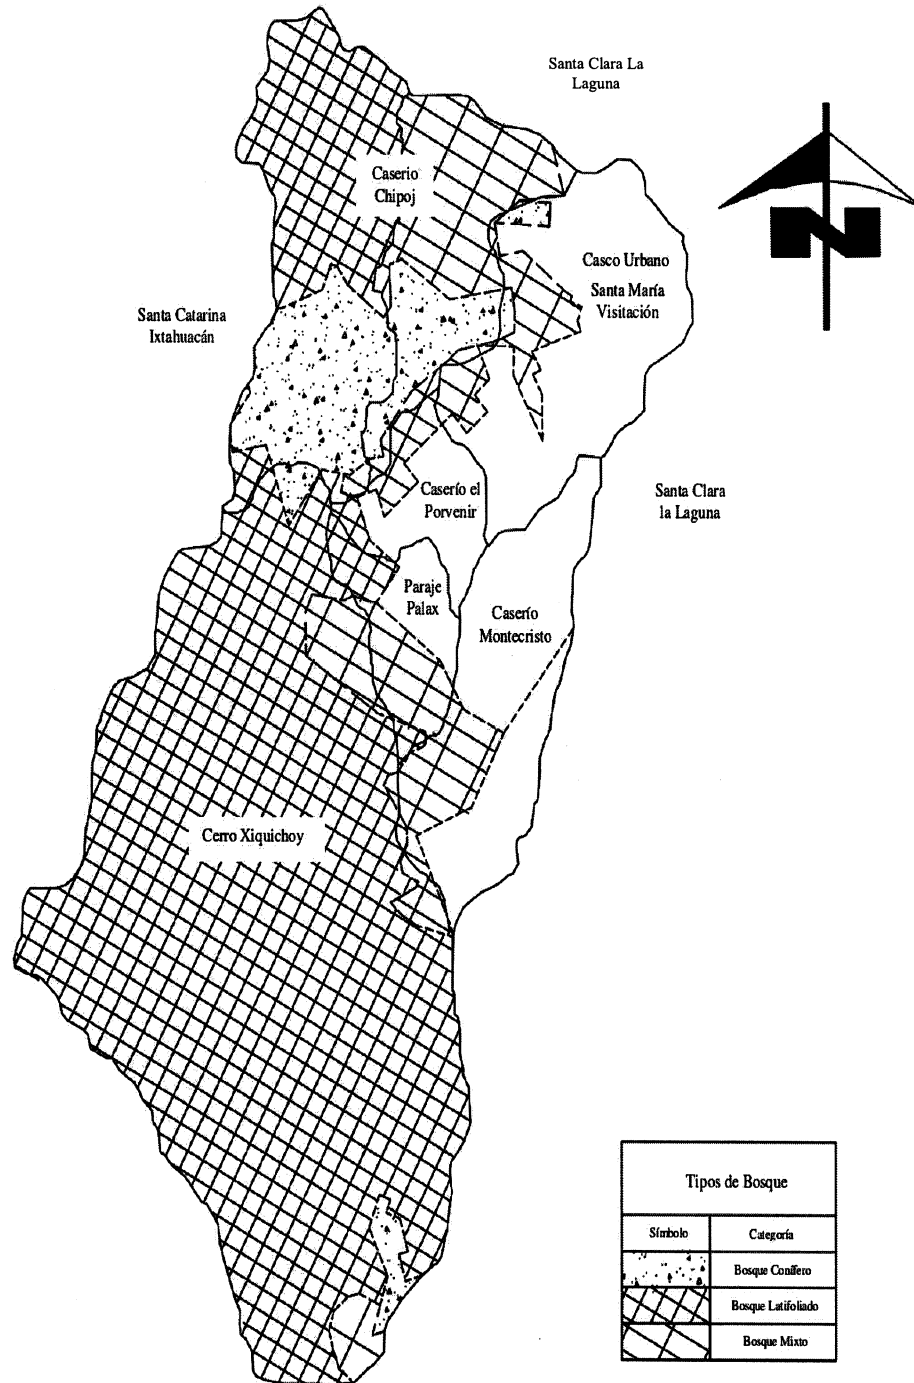 Santa Clara La
Laguna
Caserio
Chipoj
N
Casco Urbano
Santa María
Visitación
Santa Catarina
Ixtahuacán
Caserío el
Porvenir
Santa Clara
la Laguna
Paraje
Palax
Caserío
Montecristo
Cerro Xiquichoy
Tipos de Bosque
Símbolo
Categoría
Bosque Conífero
Bosque Latifoliado
Bosque Mixto